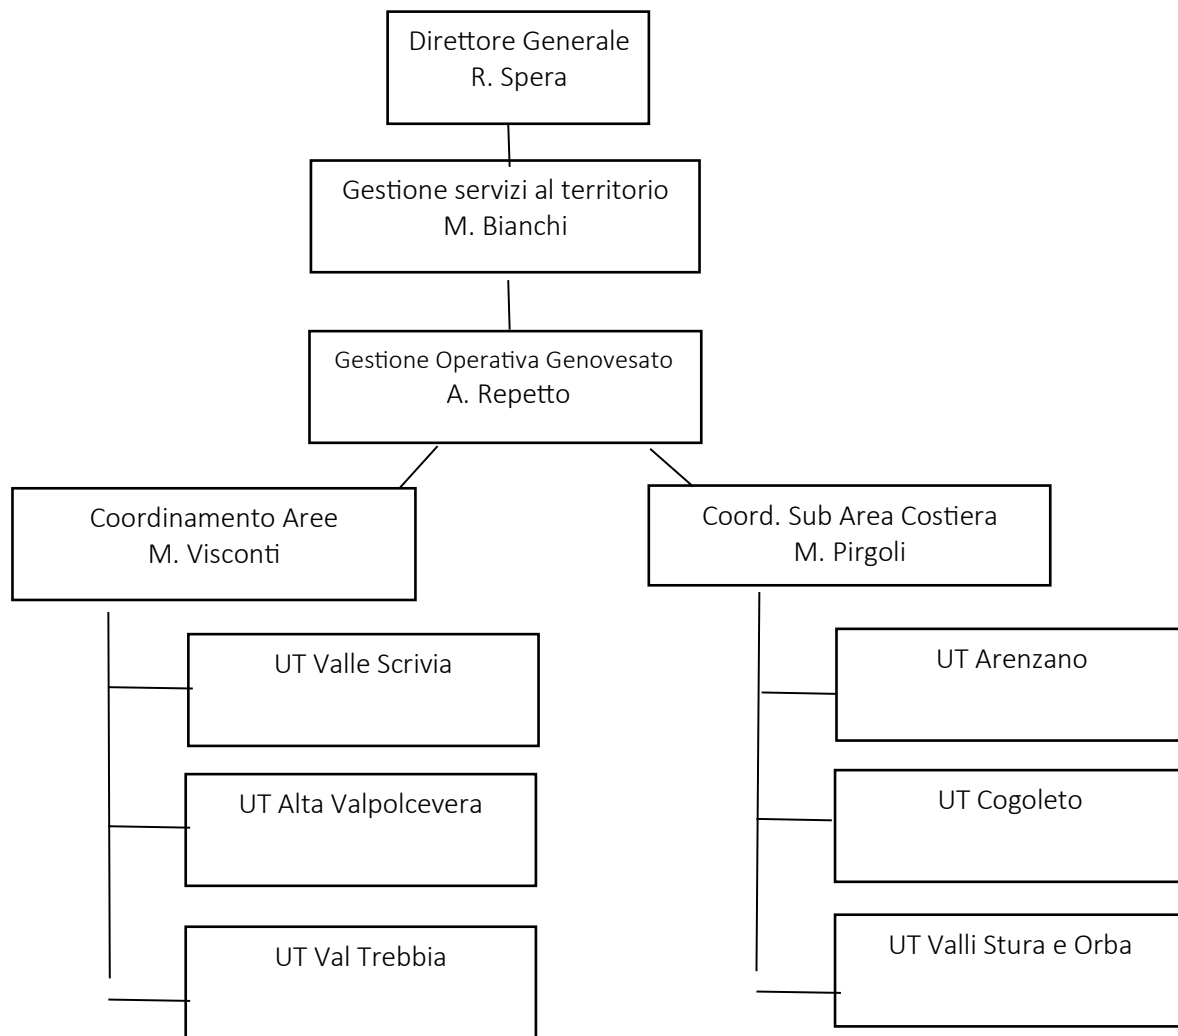 Direttore Generale
R. Spera
Gestione servizi al territorio
M. Bianchi
Gestione Operativa Genovesato
A. Repetto
Coordinamento Aree
M. Visconti
Coord. Sub Area Costiera
M. Pirgoli
UT Valle Scrivia
UT Alta Valpolcevera
UT Val Trebbia
UT Arenzano
UT Cogoleto
UT Valli Stura e Orba